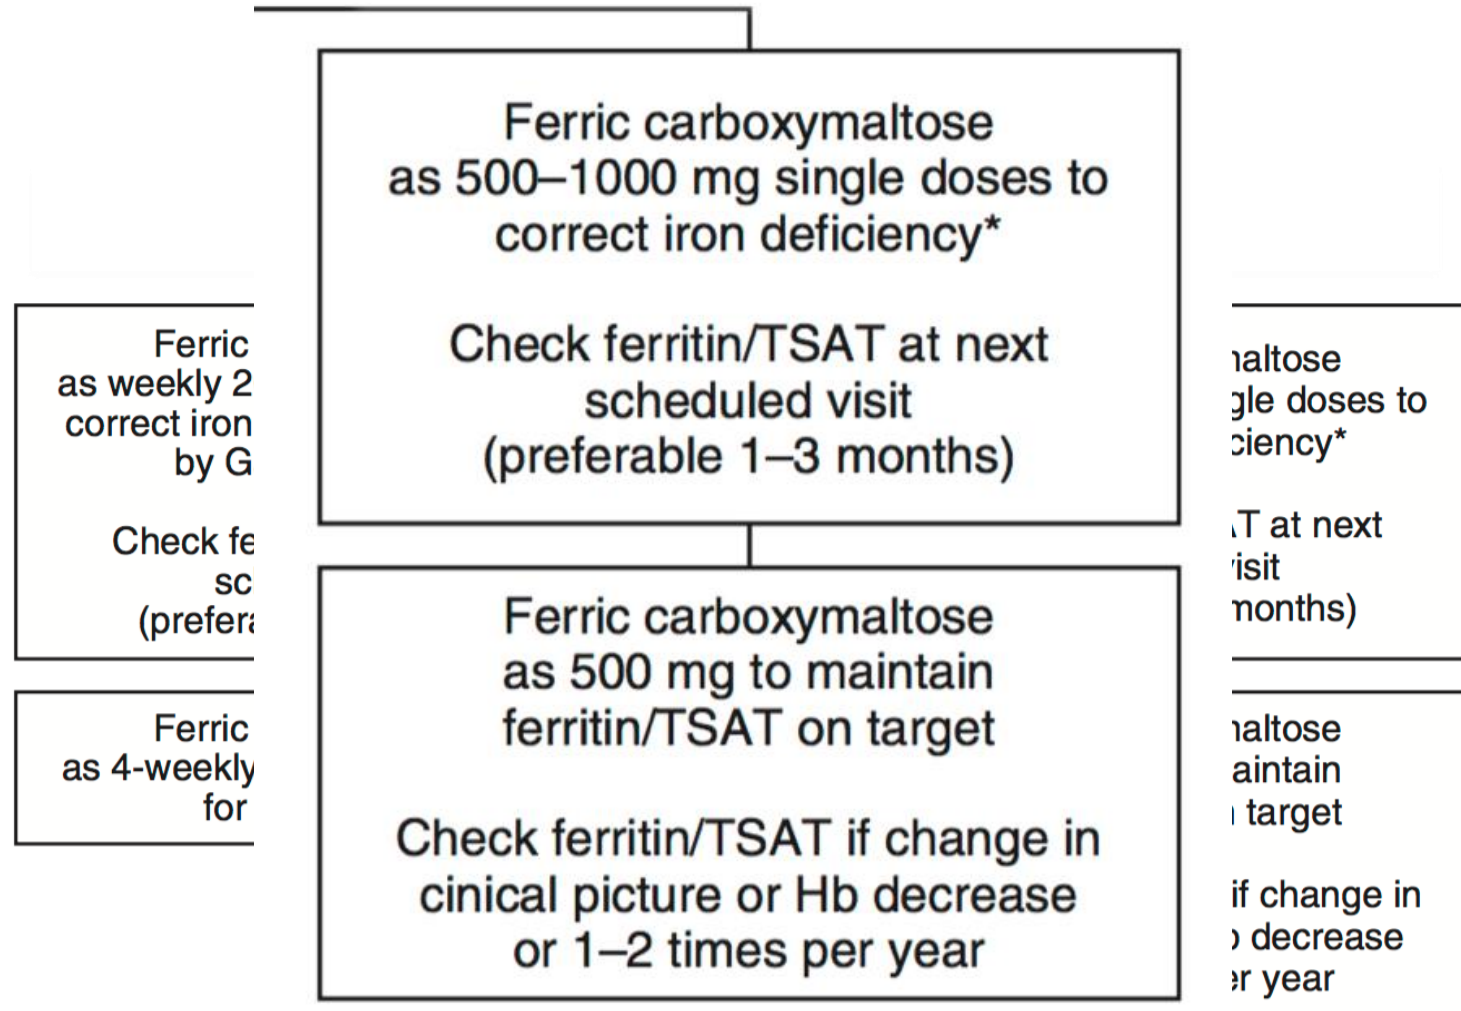 Ferric carboxymaltose
as 500–1000 mg single doses to
correct iron deficiency*
Check ferritin/TSAT at next
scheduled visit
(preferable 1–3 months)
Ferric carboxymaltose
as 500 mg to maintain
ferritin/TSAT on target
Check ferritin/TSAT if change in
cinical picture or Hb decrease
or 1–2 times per year
Ferric
as weekly 2
correct iron
by G
Check fe
sc
(prefera
Ferric
as 4-weekly
for
naltose
gle doses to
ciency*
T at next
visit
months)
naltose
aintain
target
if change in
decrease
er year